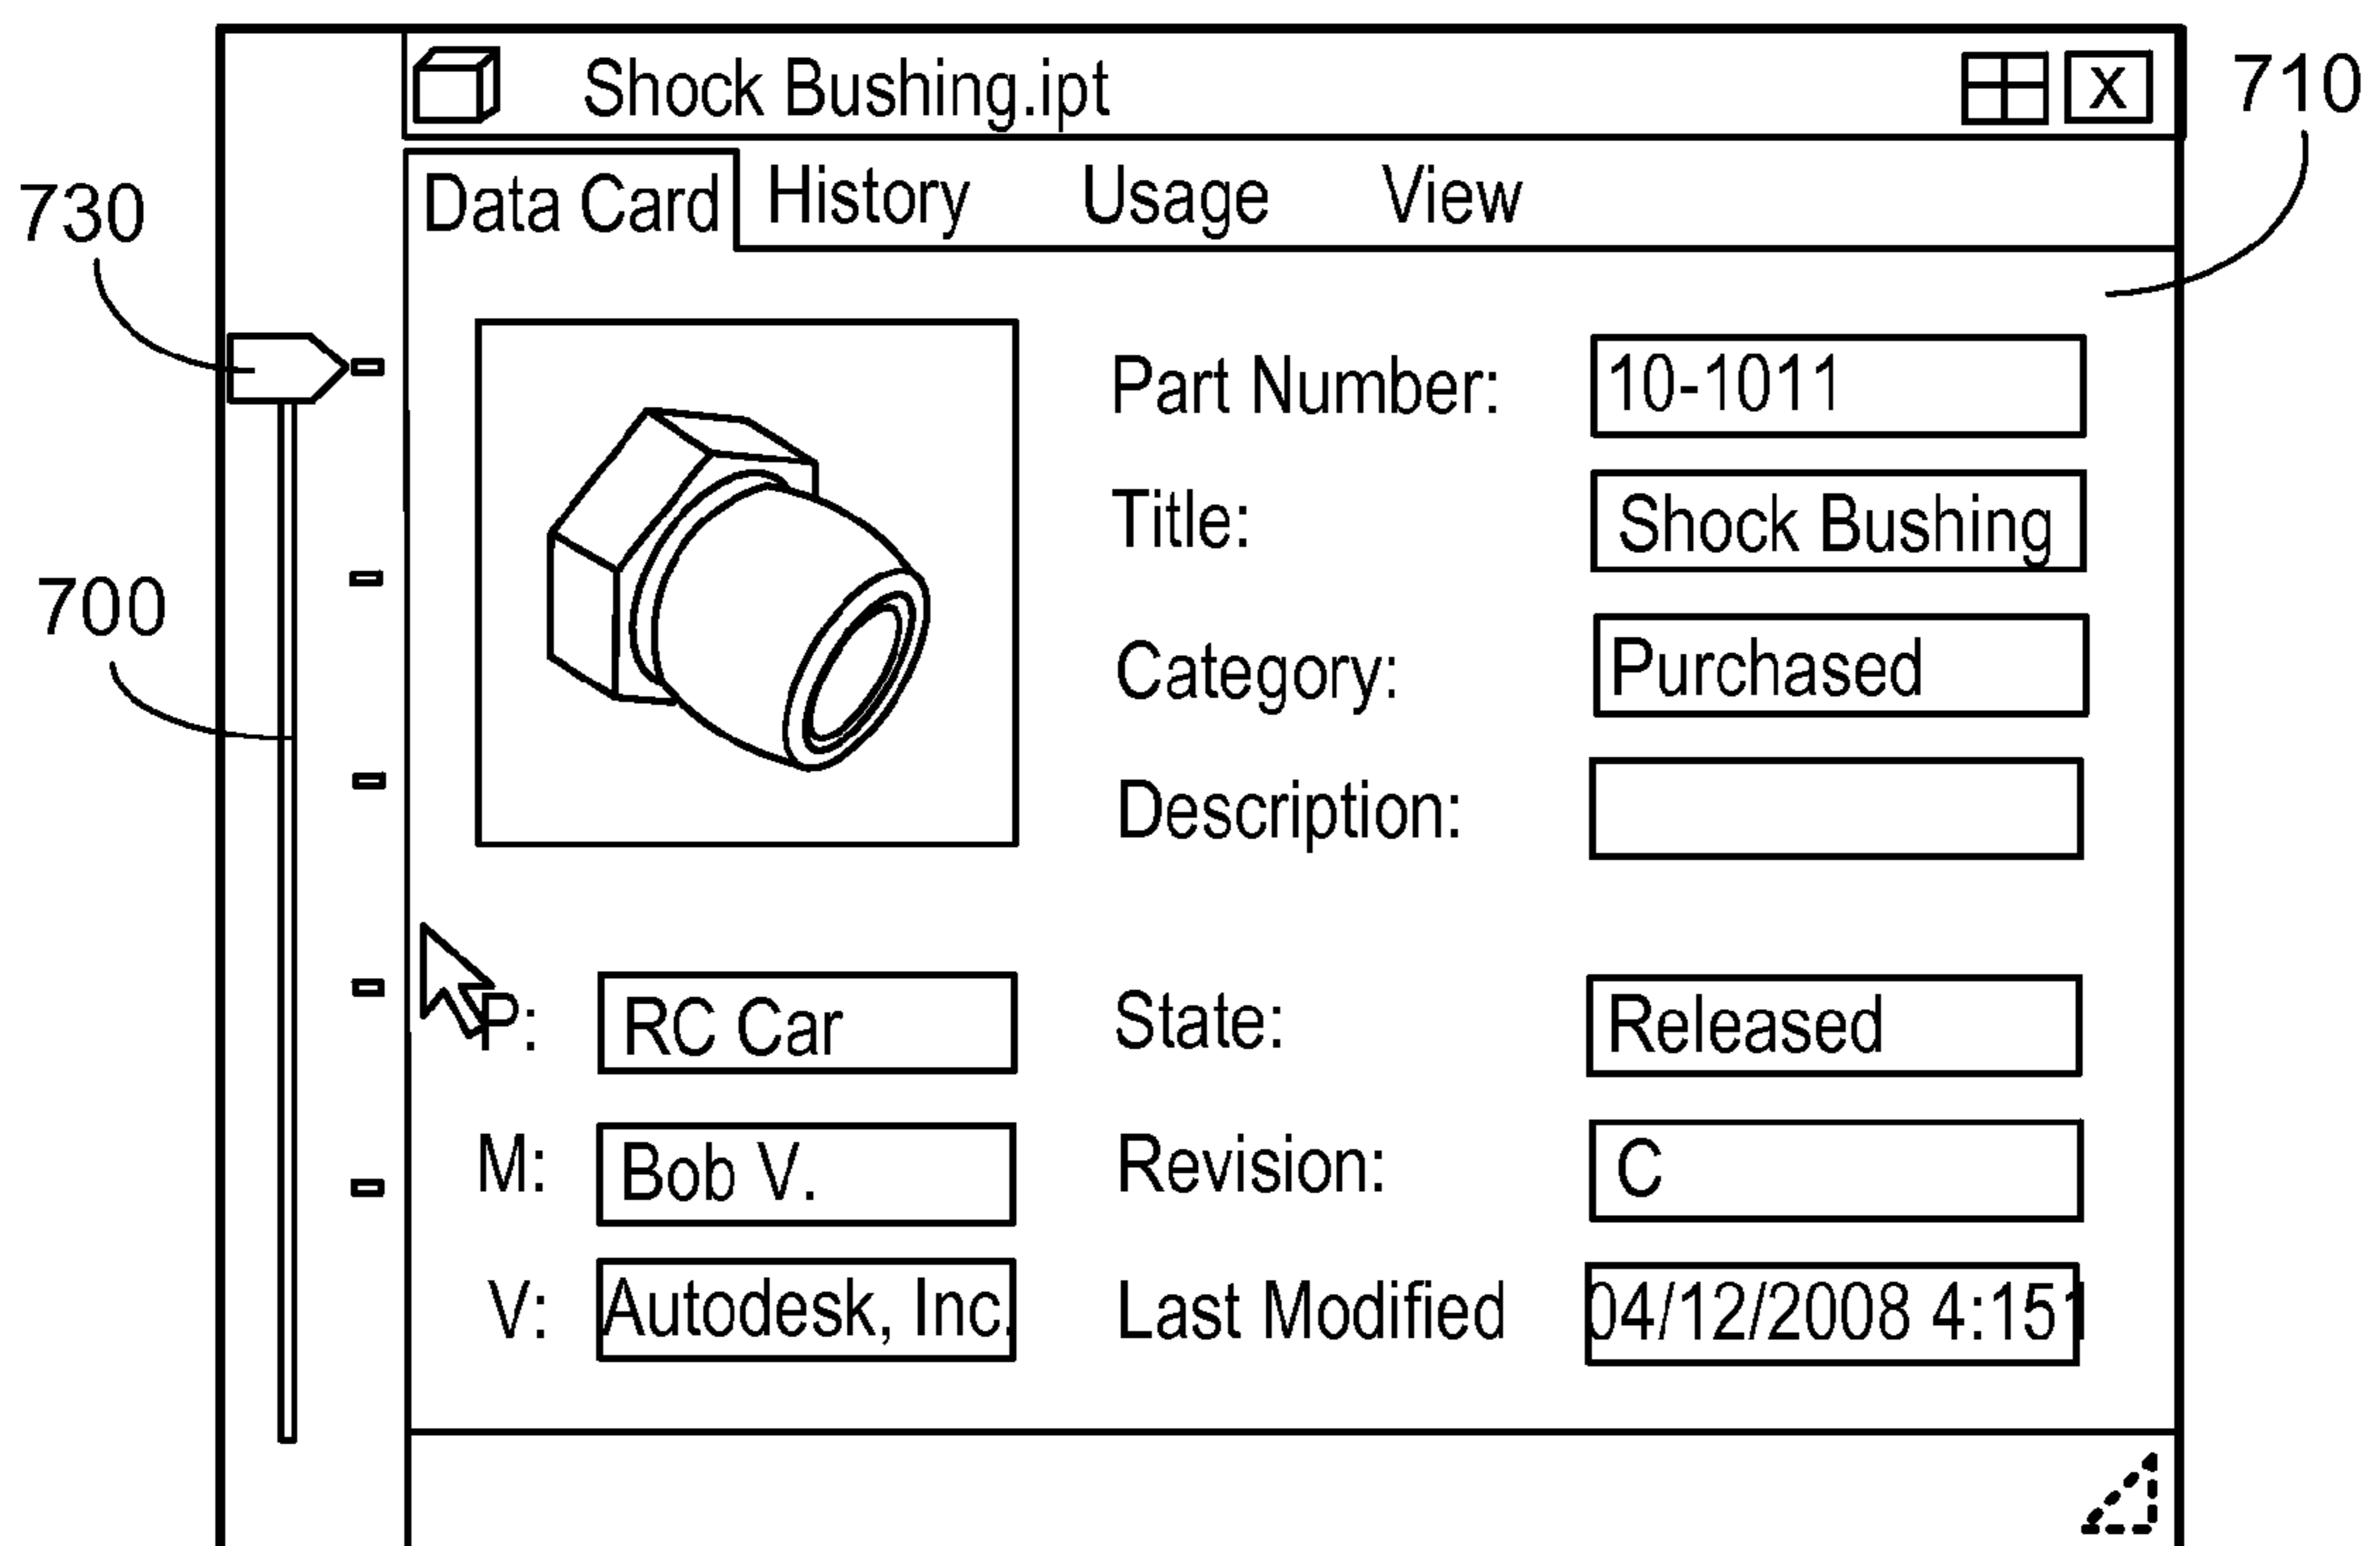 Shock Bushing.ipt
X
710
Data Card History Usage View
730
Part Number: 10-1011
Title: Shock Bushing
700
Category: Purchased
Description:
P: RC Car State: Released
M: Bob V. Revision: C
V: Autodesk, Inc. Last Modified 04/12/2008 4:151